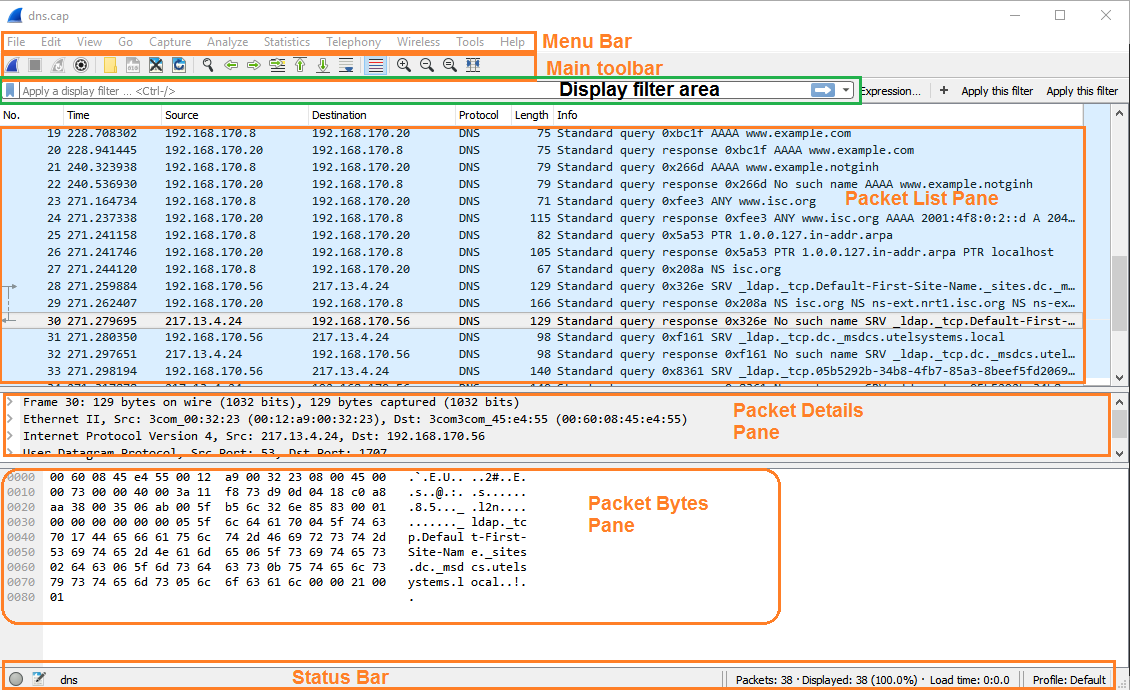 dns.cap
File Edit View Go Capture Analyze Statistics Telephony Wireless Tools Help Menu Bar
Main toolbar
Apply a display filter ... <Ctrl-/> Display filter area Expression... + Apply this filter Apply this filter
No. Time Source Destination Protocol Length Info
19 228.708302 192.168.170.8 192.168.170.20 DNS 75 Standard query 0xbc1f AAAA www.example.com
20 228.941445 192.168.170.20 192.168.170.8 DNS 75 Standard query response 0xbc1f AAAA www.example.com
21 240.323938 192.168.170.8 192.168.170.20 DNS 79 Standard query 0x266d AAAA www.example.notginh
22 240.536930 192.168.170.20 192.168.170.8 DNS 79 Standard query response 0x266d No such name AAAA www.example.notginh
23 271.164734 192.168.170.8 192.168.170.20 DNS 71 Standard query 0xfee3 ANY www.isc.org
Packet List Pane
24 271.237338 192.168.170.20 192.168.170.8 DNS 115 Standard query response 0xfee3 ANY www.isc.org AAAA 2001:4f8:0:2::d A 204…
25 271.241158 192.168.170.8 192.168.170.20 DNS 82 Standard query 0x5a53 PTR 1.0.0.127.in-addr.arpa
26 271.241746 192.168.170.20 192.168.170.8 DNS 105 Standard query response 0x5a53 PTR 1.0.0.127.in-addr.arpa PTR localhost
27 271.244120 192.168.170.8 192.168.170.20 DNS 67 Standard query 0x208a NS isc.org
28 271.259884 192.168.170.56 217.13.4.24 DNS 129 Standard query 0x326e SRV _ldap._tcp.Default-First-Site-Name._sites.dc._m…
29 271.262407 192.168.170.20 192.168.170.8 DNS 166 Standard query response 0x208a NS isc.org NS ns-ext.nrt1.isc.org NS ns-ex…
30 271.279695 217.13.4.24 192.168.170.56 DNS 129 Standard query response 0x326e No such name SRV _ldap._tcp.Default-First-…
31 271.280350 192.168.170.56 217.13.4.24 DNS 98 Standard query 0xf161 SRV _ldap._tcp.dc._msdcs.utelsystems.local
32 271.297651 217.13.4.24 192.168.170.56 DNS 98 Standard query response 0xf161 No such name SRV _ldap._tcp.dc._msdcs.utel…
33 271.298194 192.168.170.56 217.13.4.24 DNS 140 Standard query 0x8361 SRV _ldap._tcp.05b5292b-34b8-4fb7-85a3-8beef5fd2069…
Frame 30: 129 bytes on wire (1032 bits), 129 bytes captured (1032 bits)
Ethernet II, Src: 3com_00:32:23 (00:12:a9:00:32:23), Dst: 3com3com_45:e4:55 (00:60:08:45:e4:55)
Internet Protocol Version 4, Src: 217.13.4.24, Dst: 192.168.170.56
User Datagram Protocol, Src Port: 53, Dst Port: 1707
Packet Details
Pane
0000 00 60 08 45 e4 55 00 12 a9 00 32 23 08 00 45 00 .`.E.U.. ..2#..E.
0010 00 73 00 00 40 00 3a 11 f8 73 d9 0d 04 18 c0 a8 .s..@.:. .s......
0020 aa 38 00 35 06 ab 00 5f b5 6c 32 6e 85 83 00 01 .8.5..._ .l2n....
0030 00 00 00 00 00 00 05 5f 6c 64 61 70 04 5f 74 63 ......._ ldap._tc
0040 70 17 44 65 66 61 75 6c 74 2d 46 69 72 73 74 2d p.Defaul t-First-
0050 53 69 74 65 2d 4e 61 6d 65 06 5f 73 69 74 65 73 Site-Nam e._sites
0060 02 64 63 06 5f 6d 73 64 63 73 0b 75 74 65 6c 73 .dc._msd cs.utels
0070 79 73 74 65 6d 73 05 6c 6f 63 61 6c 00 00 21 00 ystems.l ocal..!.
0080 01 .
Packet Bytes
Pane
dns Status Bar Packets: 38 · Displayed: 38 (100.0%) · Load time: 0:0.0 Profile: Default